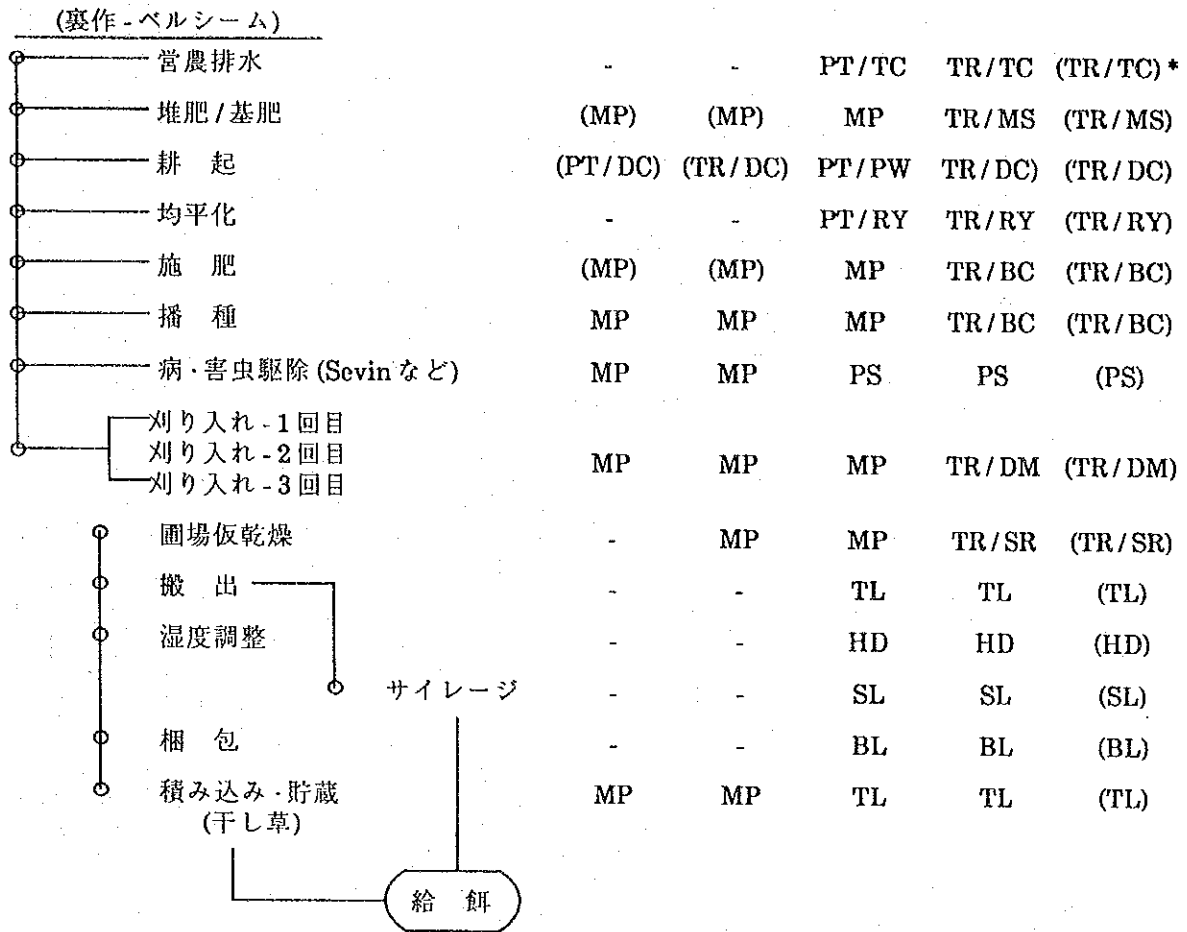 (裏作 - ベルシーム)
営農排水 - - PT/TC TR/TC (TR/TC)*
堆肥/基肥 (MP) (MP) MP TR/MS (TR/MS)
耕 起 (PT/DC) (TR/DC) PT/PW TR/DC) (TR/DC)
均平化 - - PT/RY TR/RY (TR/RY)
施 肥 (MP) (MP) MP TR/BC (TR/BC)
播 種 MP MP MP TR/BC (TR/BC)
病·害虫駆除(Sevinなど) MP MP PS PS (PS)
刈り入れ-1回目
刈り入れ-2回目
刈り入れ-3回目
MP MP MP TR/DM (TR/DM)
圃場仮乾燥 - MP MP TR/SR (TR/SR)
搬 出 - - TL TL (TL)
湿度調整 - - HD HD (HD)
サイレージ - - SL SL (SL)
梱 包 - - BL BL (BL)
積み込み·貯蔵 MP MP TL TL (TL)
(干し草)
給 餌